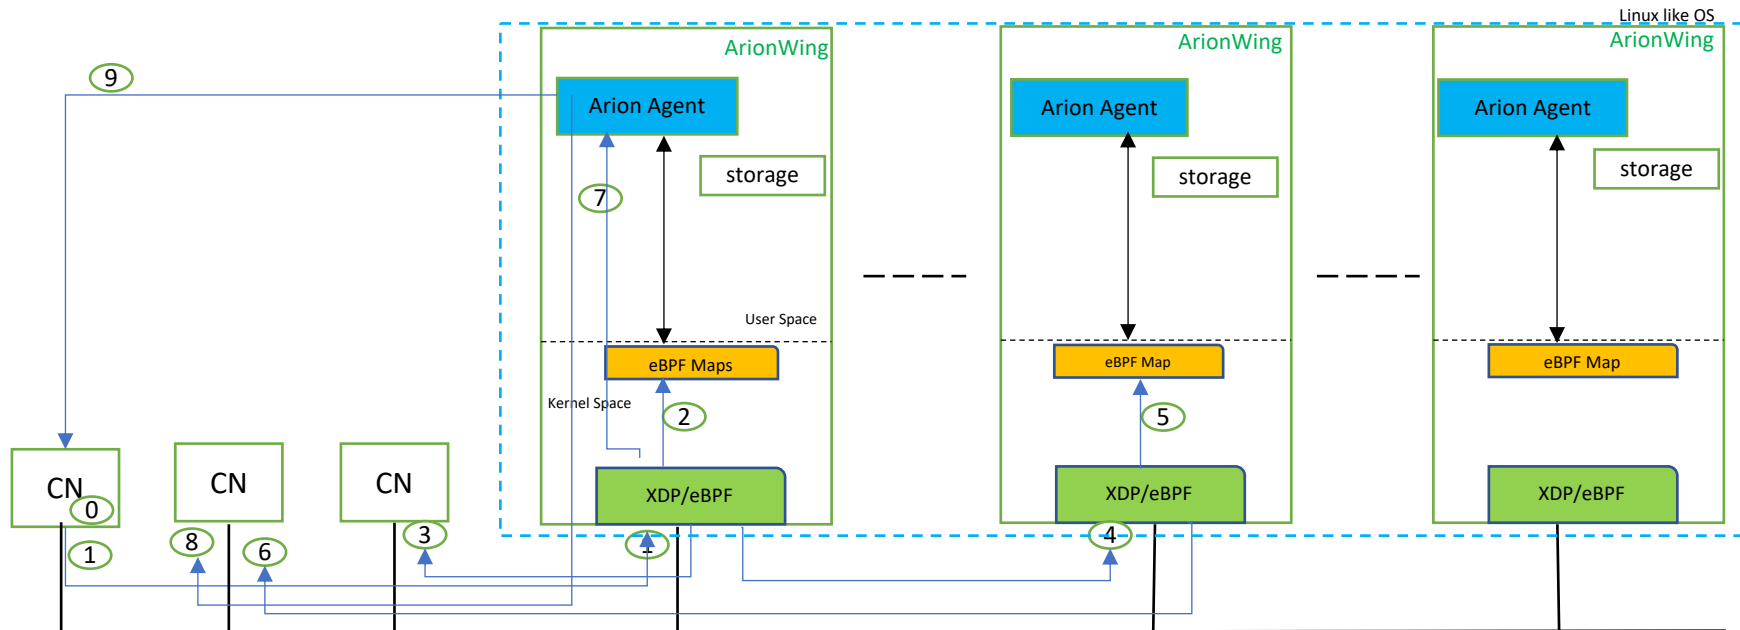 Linux like OS
ArionWing
ArionWing
ArionWing
9
Arion Agent
Arion Agent
Arion Agent
storage
storage
storage
7
User Space
eBPF Maps
eBPF Map
eBPF Map
Kernel Space
2
5
CN
CN
CN
0
XDP/eBPF
XDP/eBPF
XDP/eBPF
1
8
6
3
1
4